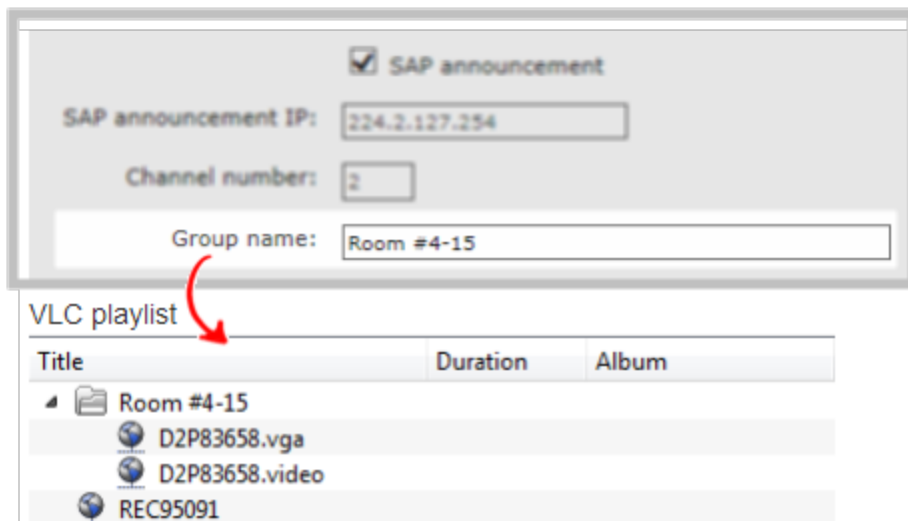 SAP announcement
SAP announcement IP: 224.2.127.254
Channel number: 2
Group name: Room #4-15
VLC playlist
Title Duration Album
Room #4-15
D2P83658.vga
D2P83658.video
REC95091